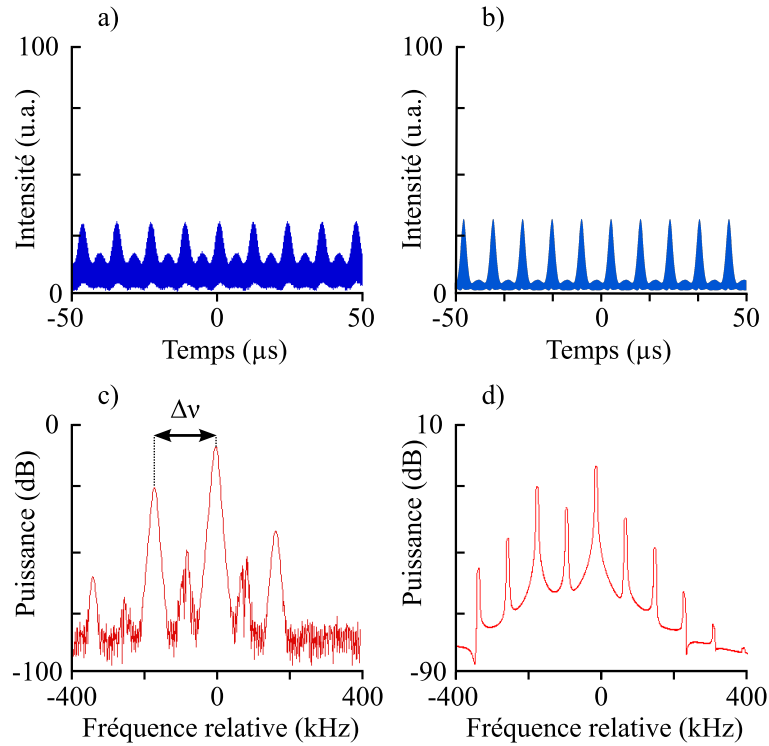 a)
b)
100
100
Intensité (u.a.)
Intensité (u.a.)
0
0
-50
0
50
-50
0
50
Temps (µs)
Temps (µs)
c)
d)
Δν
0
10
Puissance (dB)
Puissance (dB)
-100
-90
-400
0
400
-400
0
400
Fréquence relative (kHz)
Fréquence relative (kHz)